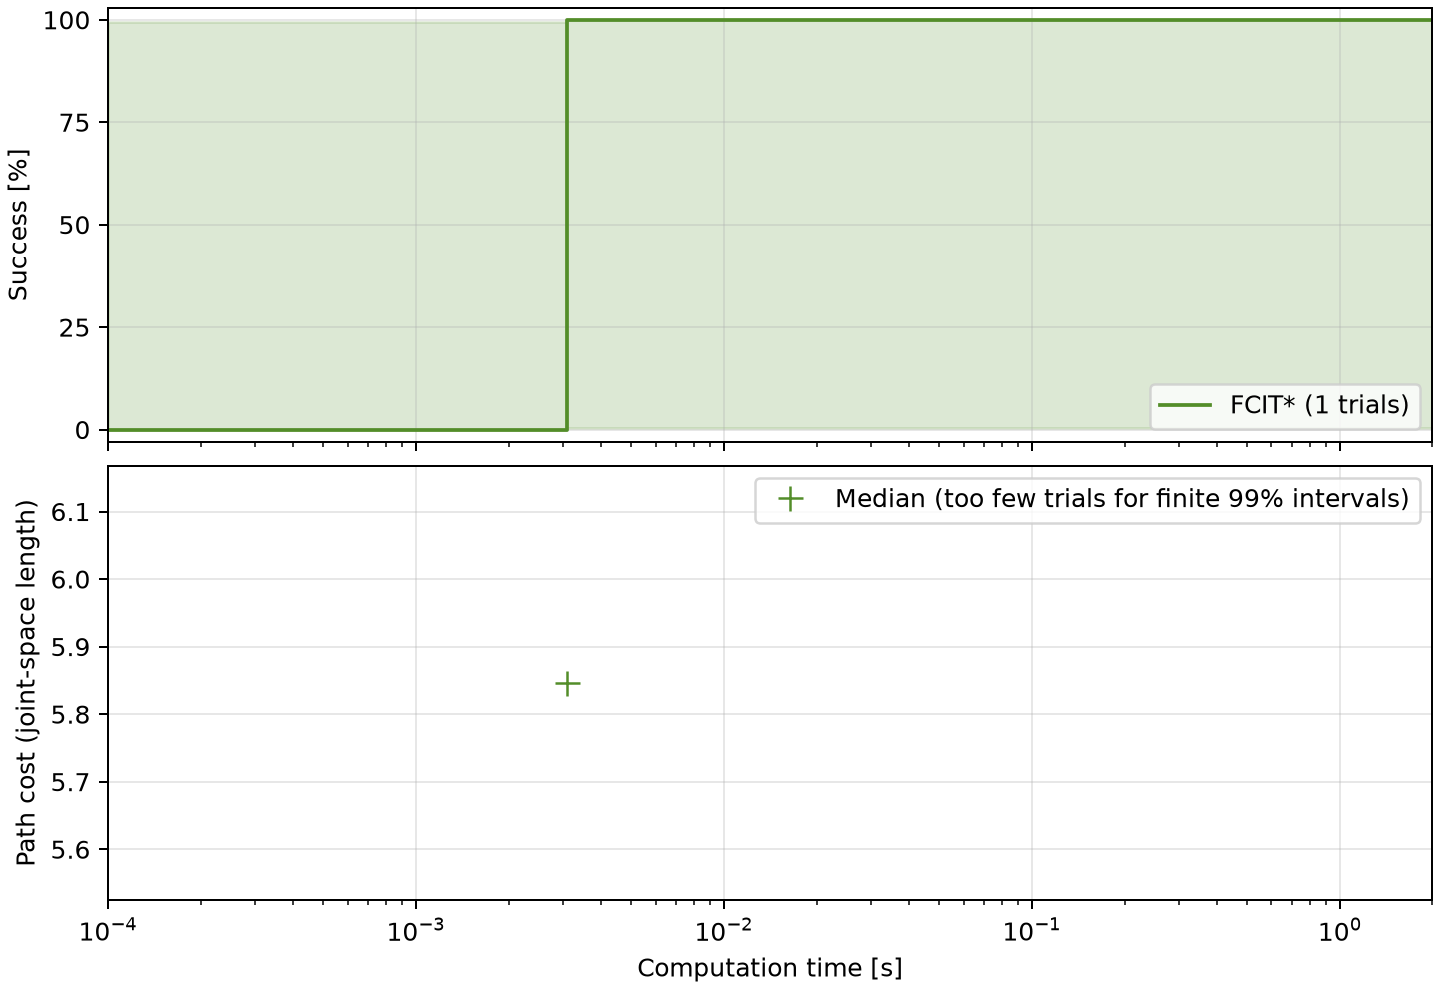 100
75
50
25
0
Success [%]
FCIT* (1 trials)
Median (too few trials for finite 99% intervals)
6.1
6.0
5.9
5.8
5.7
5.6
Path cost (joint-space length)
10⁻⁴ 10⁻³ 10⁻² 10⁻¹ 10⁰
Computation time [s]